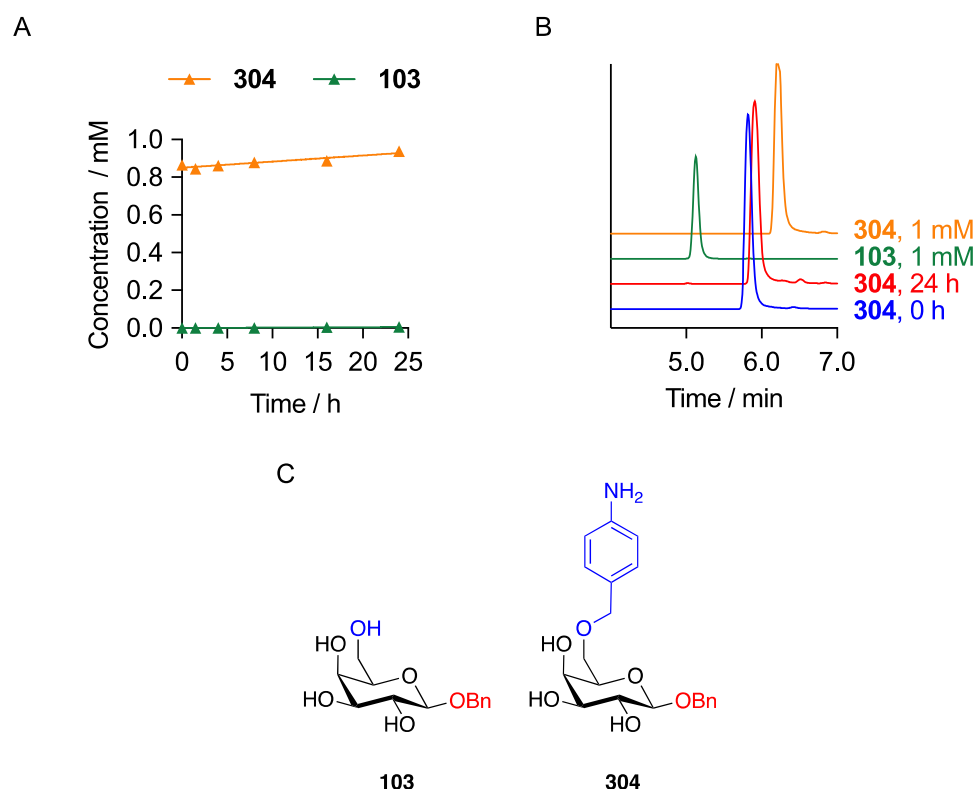 A
B
304
103
1.0
0.8
0.6
0.4
0.2
0.0
Concentration / mM
0 5 10 15 20 25
Time / h
304, 1 mM
103, 1 mM
304, 24 h
304, 0 h
5.0 6.0 7.0
Time / min
C
NH2
OH
HO
O
HO
HO
OBn
103
O
HO
O
HO
HO
OBn
304